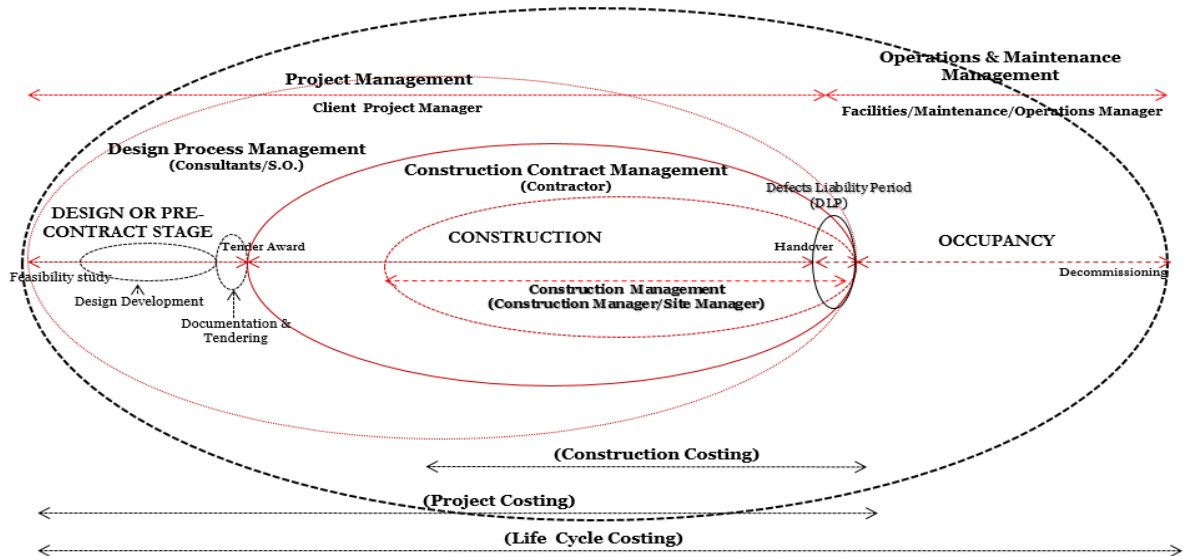 Operations & Maintenance
Management
Project Management
Client Project Manager
Facilities/Maintenance/Operations Manager
Design Process Management
(Consultants/S.O.)
Construction Contract Management
(Contractor)
Defects Liability Period
(DLP)
DESIGN OR PRE-
CONTRACT STAGE
Tender Award
CONSTRUCTION
Handover
OCCUPANCY
Feasibility study
Decommissioning
Design Development
Construction Management
(Construction Manager/Site Manager)
Documentation &
Tendering
(Construction Costing)
(Project Costing)
(Life Cycle Costing)